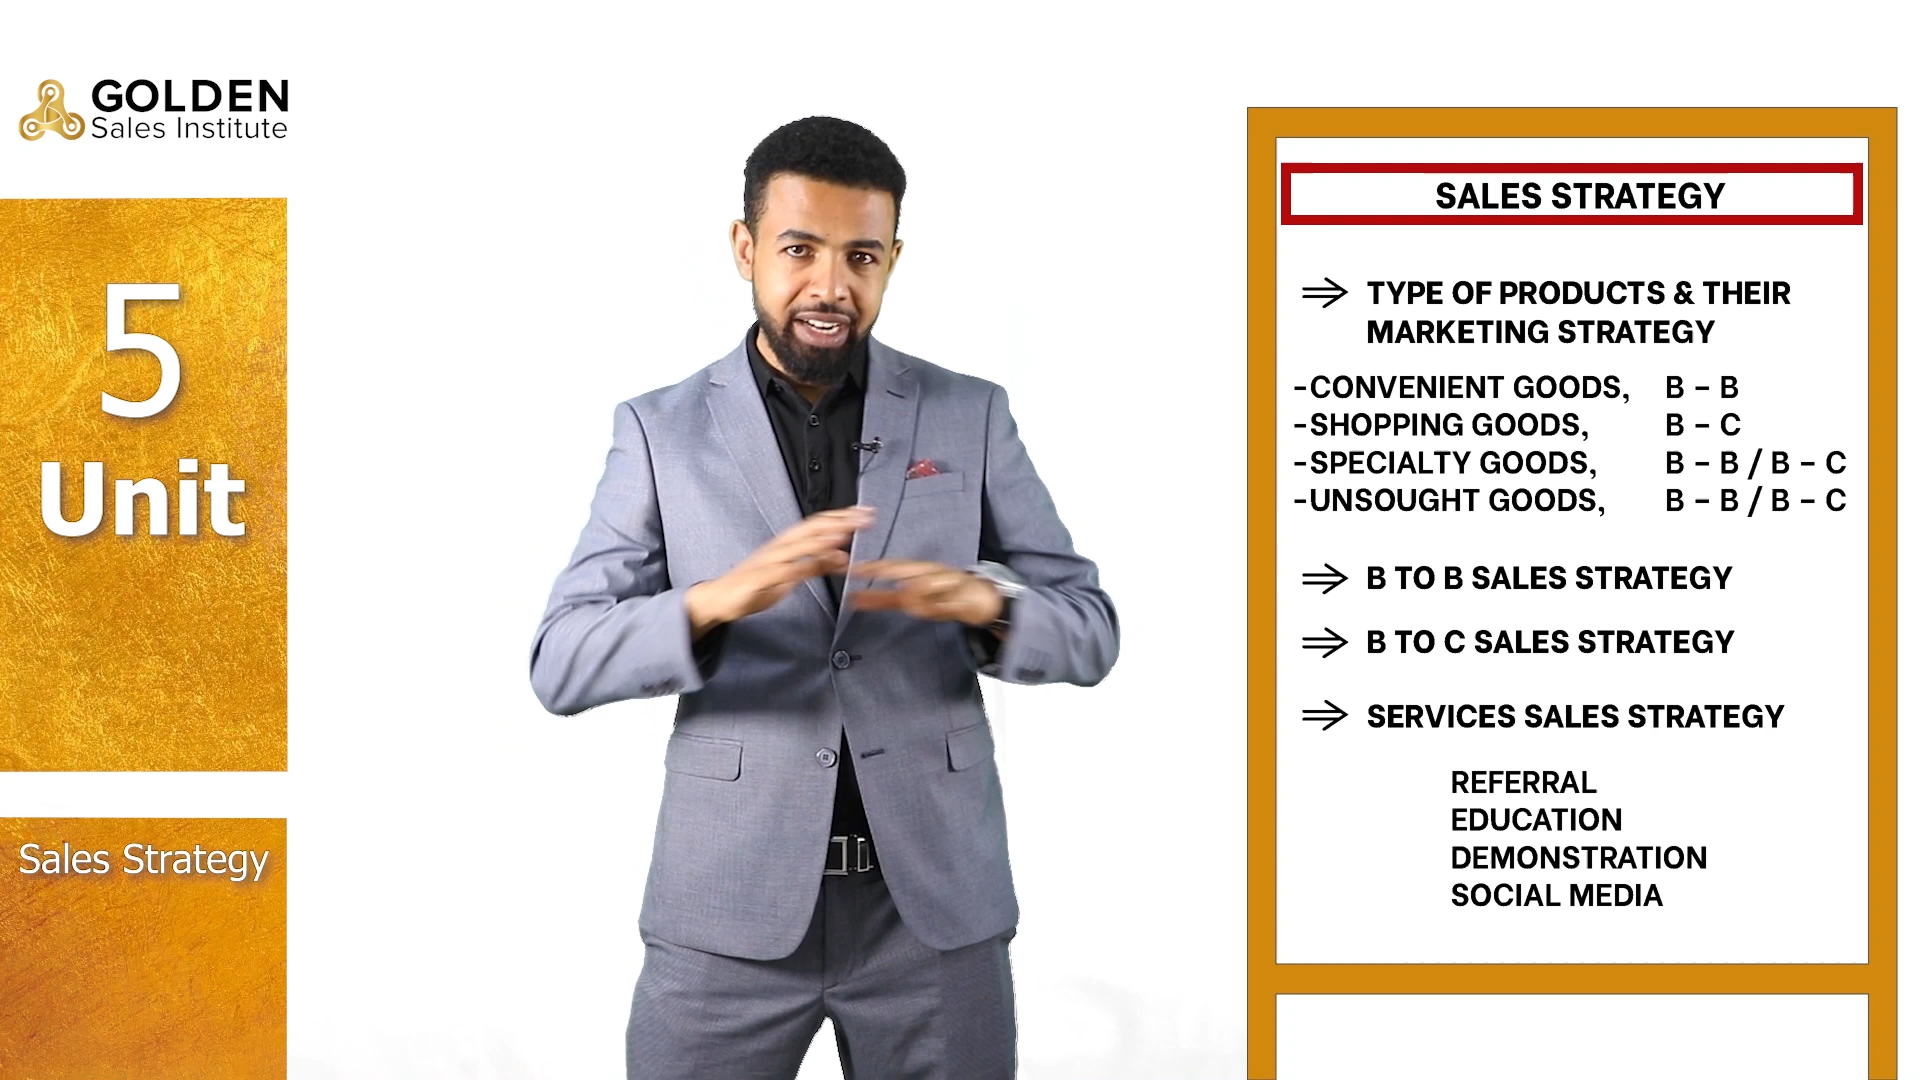 GOLDEN
Sales Institute
5
Unit
Sales Strategy
SALES STRATEGY
⇒ TYPE OF PRODUCTS & THEIR
MARKETING STRATEGY
-CONVENIENT GOODS, B - B
-SHOPPING GOODS, B - C
-SPECIALTY GOODS, B - B / B - C
-UNSOUGHT GOODS, B - B / B - C
⇒ B TO B SALES STRATEGY
⇒ B TO C SALES STRATEGY
⇒ SERVICES SALES STRATEGY
REFERRAL
EDUCATION
DEMONSTRATION
SOCIAL MEDIA